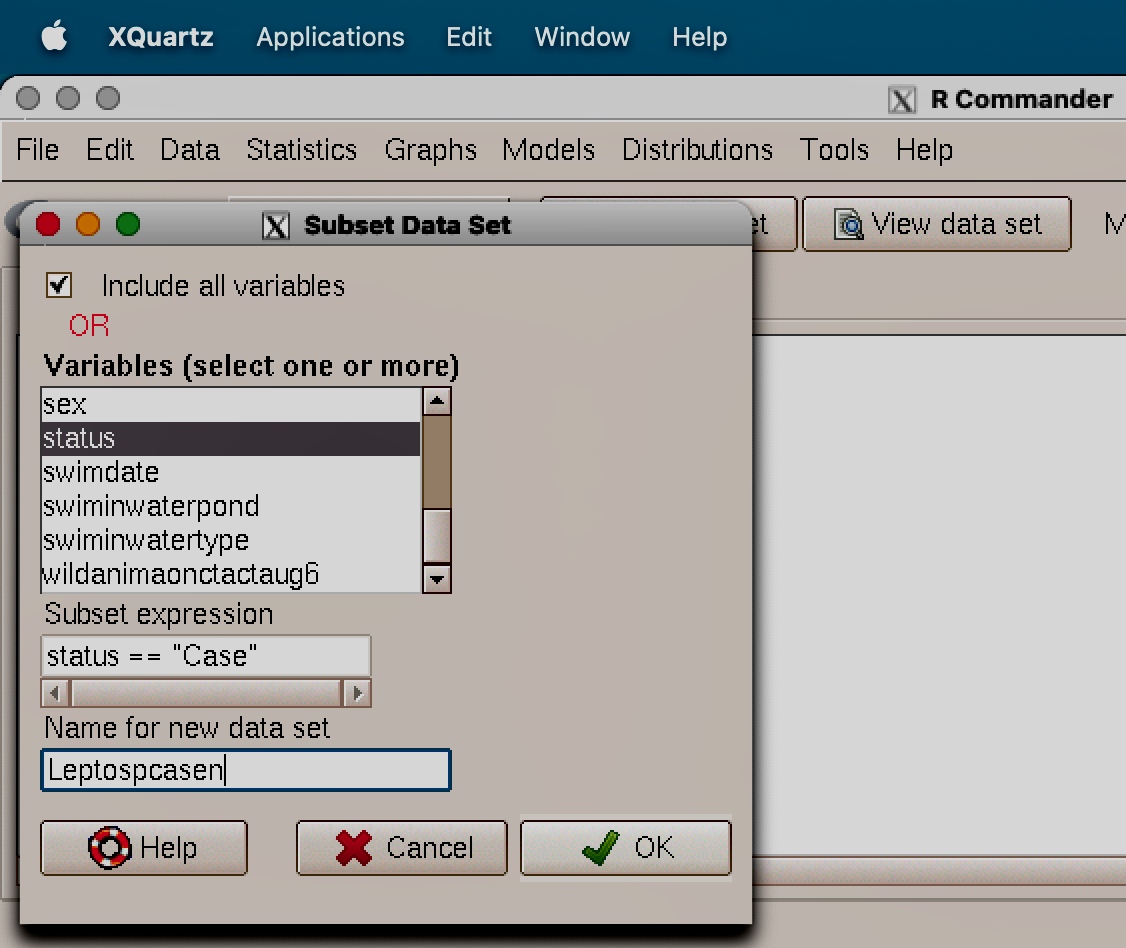 XQuartz Applications Edit Window Help
R Commander
File Edit Data Statistics Graphs Models Distributions Tools Help
View data set
Subset Data Set
Include all variables
OR
Variables (select one or more)
sex
status
swimdate
swiminwaterpond
swiminwatertype
wildanimaonctactaug6
Subset expression
status == "Case"
Name for new data set
Leptospcasen
Help Cancel OK